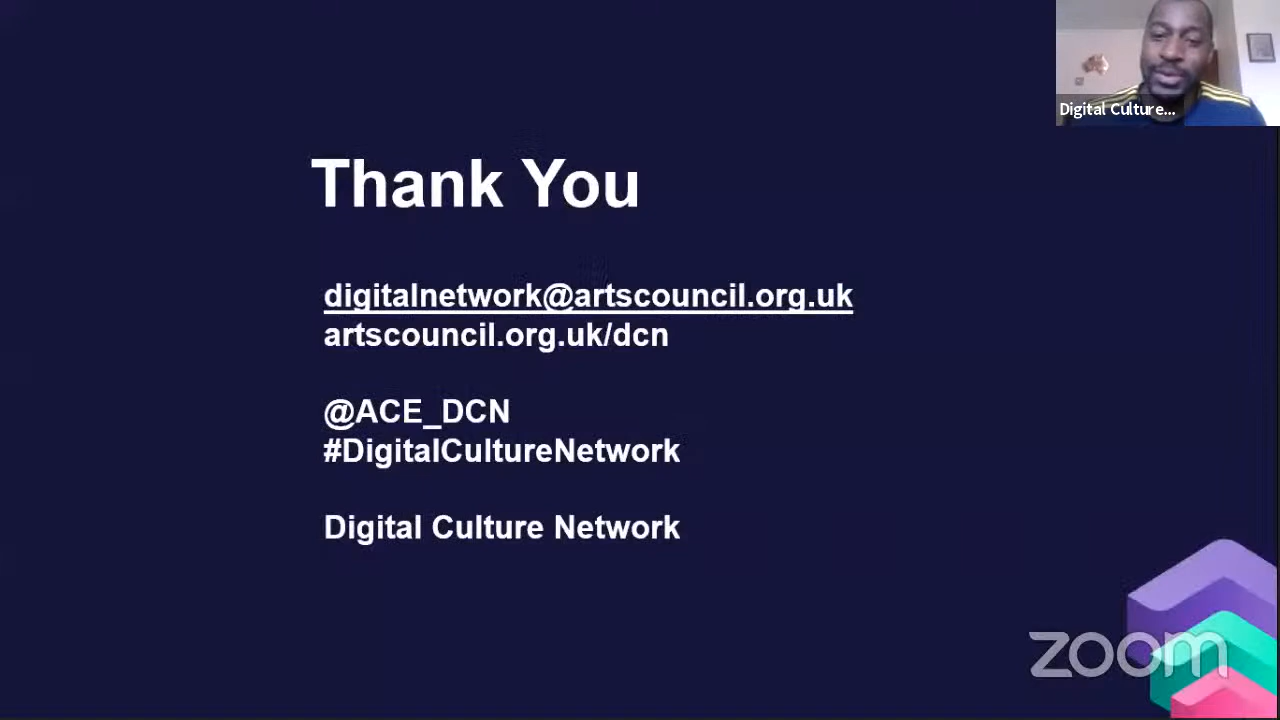 Digital Culture...
Thank You
digitalnetwork@artscouncil.org.uk
artscouncil.org.uk/dcn
@ACE_DCN
#DigitalCultureNetwork
Digital Culture Network
zoom